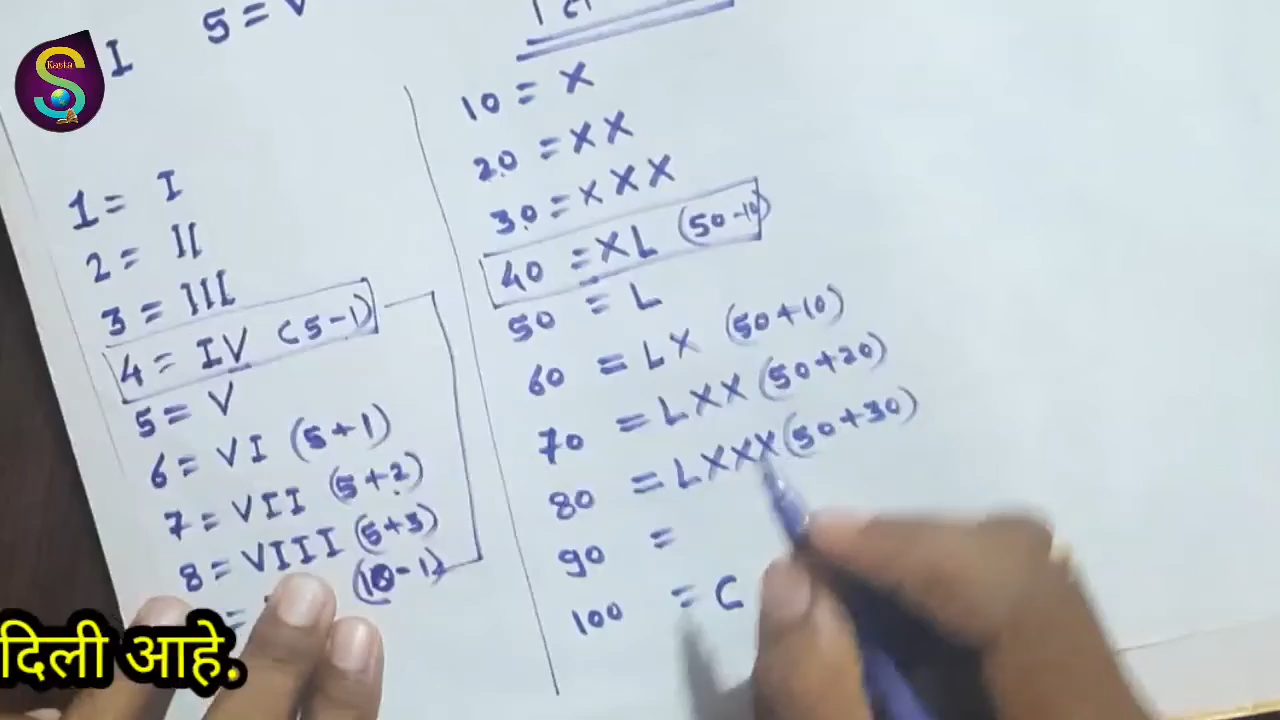 Kasta
S
I 5 = V
1 = I
2 = II
3 = III
4 = IV (5-1)
5 = V
6 = VI (5+1)
7 = VII (5+2)
8 = VIII (5+3)
= (10-1)
10 = X
20 = XX
30 = XXX
40 = XL (50-10)
50 = L
60 = LX (50+10)
70 = LXX (50+20)
80 = LXXX (50+30)
90 =
100 = C
दिली आहे.